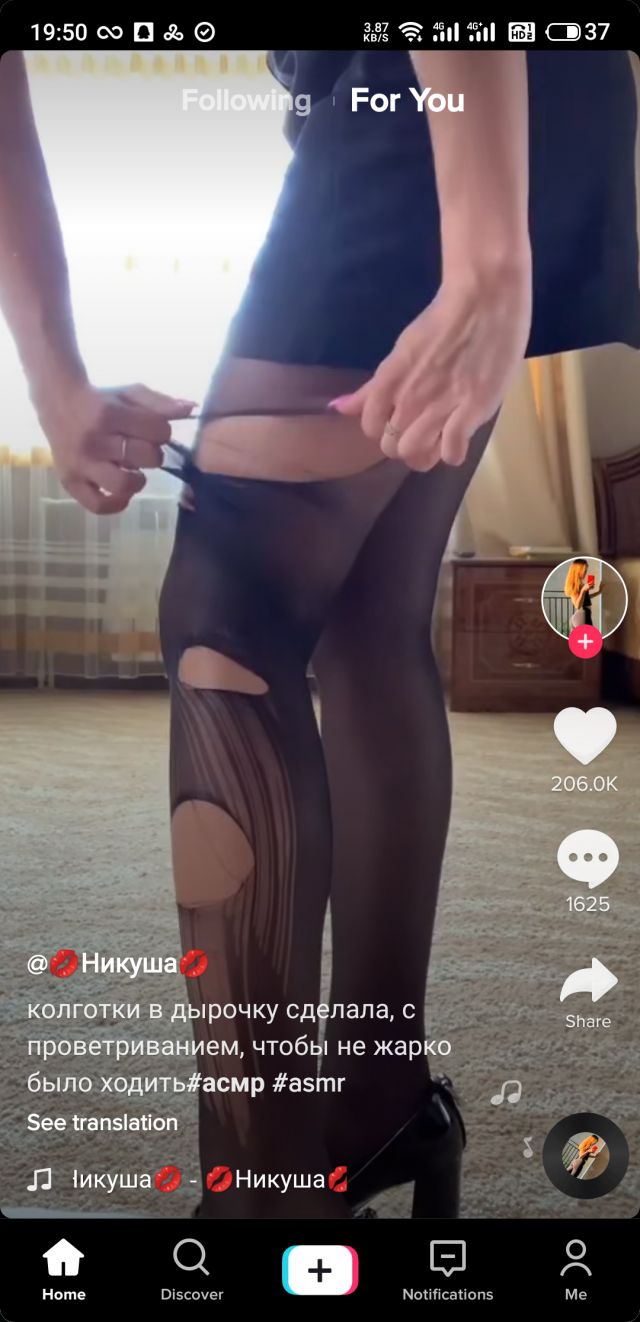 19:50
3.87 KB/S
4G 4G+ HD 2 37
Following For You
206.0K
1625
@💋Никуша💋
колготки в дырочку сделала, с
проветриванием, чтобы не жарко
было ходить#асмр #asmr
Share
See translation
Никуша💋 - 💋Никуша💋
Home Discover Notifications Me